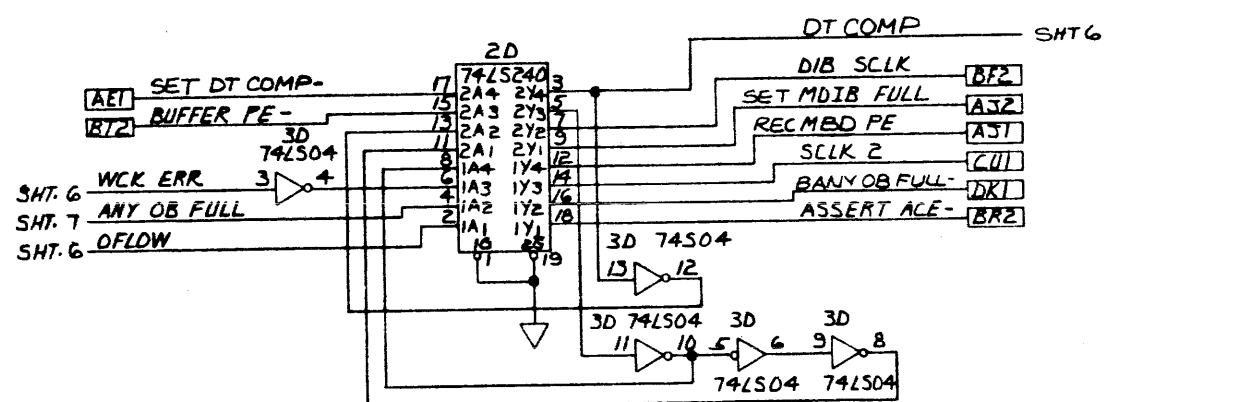 DT COMP
SHT 6
2D
74LS240
17 2A4 2Y4 3
15 2A3 2Y3 5
13 2A2 2Y2 7
11 2A1 2Y1 9
8 1A4 1Y4 12
6 1A3 1Y3 14
4 1A2 1Y2 16
2 1A1 1Y1 18
1G 2G
1 19
AE1 SET DT COMP-
BT2 BUFFER PE-
3D
74LS04
SHT. 6 WCK ERR 3 4
SHT. 7 ANY OB FULL
SHT. 6 OFLOW
DIB SCLK BF2
SET MDIB FULL AJ2
REC MBD PE AJ1
SCLK 2 CU1
BANY OB FULL- DK1
ASSERT ACE- BR2
3D 74S04
13 12
3D 74LS04 3D 3D
11 10 5 6 9 8
74LS04 74LS04